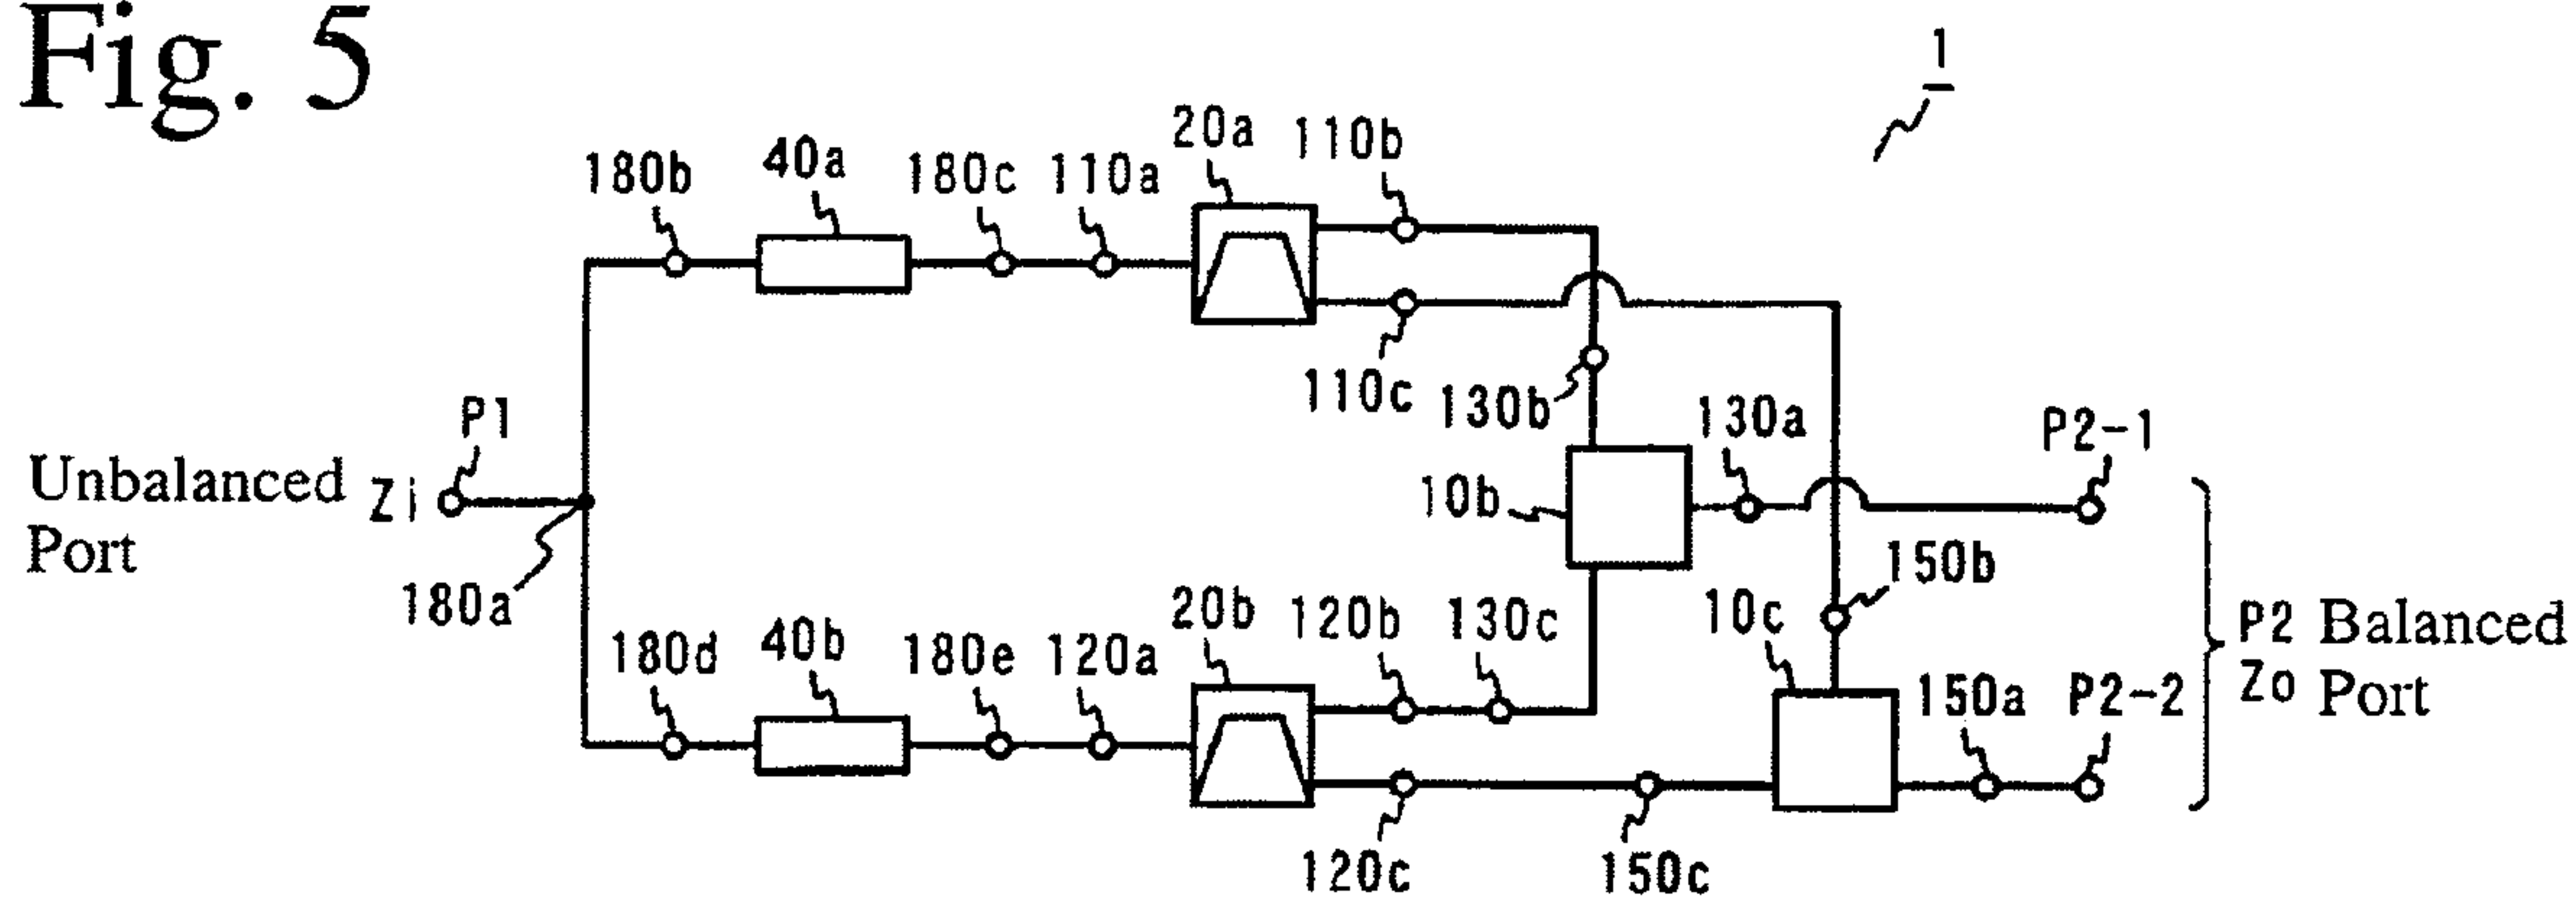 Fig. 5
1
20a
110b
180b
40a
180c
110a
110c
130b
130a
P2-1
P1
Unbalanced
Port
Zi
10b
180a
150b
10c
20b
120b
130c
180d
40b
180e
120a
150a
P2-2
P2 Balanced
Zo Port
120c
150c